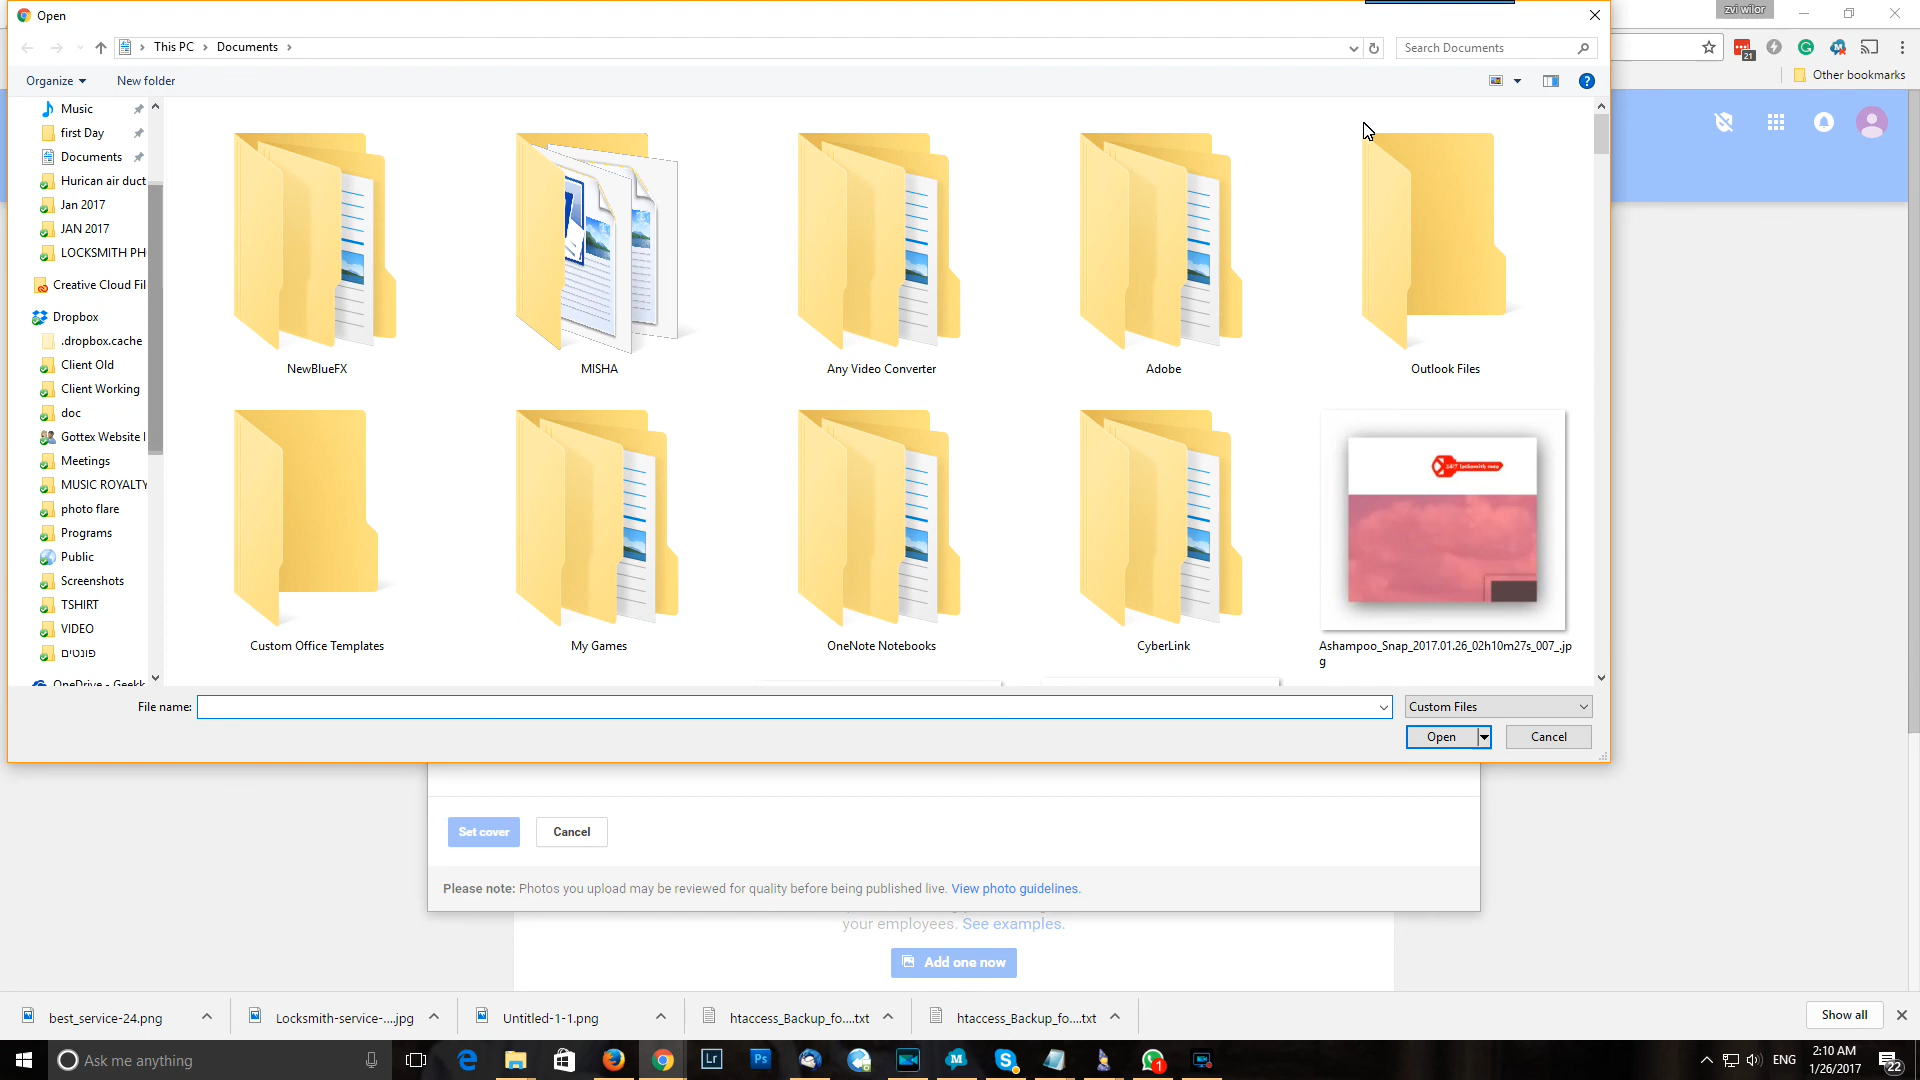 Open
zvi wilor
This PC
Documents
Search Documents
21
Organize
New folder
Other bookmarks
Music
first Day
Documents
Hurican air duct
Jan 2017
JAN 2017
LOCKSMITH PH
Creative Cloud Fil
Dropbox
.dropbox.cache
Client Old
Client Working
doc
Gottex Website
Meetings
MUSIC ROYALTY
photo flare
Programs
Public
Screenshots
TSHIRT
VIDEO
פונטים
OneDrive - Geekk
NewBlueFX
MISHA
Any Video Converter
Adobe
Outlook Files
Custom Office Templates
My Games
OneNote Notebooks
CyberLink
Ashampoo_Snap_2017.01.26_02h10m27s_007_.jp
g
File name:
Custom Files
Open
Cancel
Set cover
Cancel
Please note: Photos you upload may be reviewed for quality before being published live. View photo guidelines.
your employees. See examples.
Add one now
best_service-24.png
Locksmith-service-....jpg
Untitled-1-1.png
htaccess_Backup_fo....txt
htaccess_Backup_fo....txt
Show all
Ask me anything
Lr
Ps
M
1
ENG
2:10 AM
1/26/2017
22